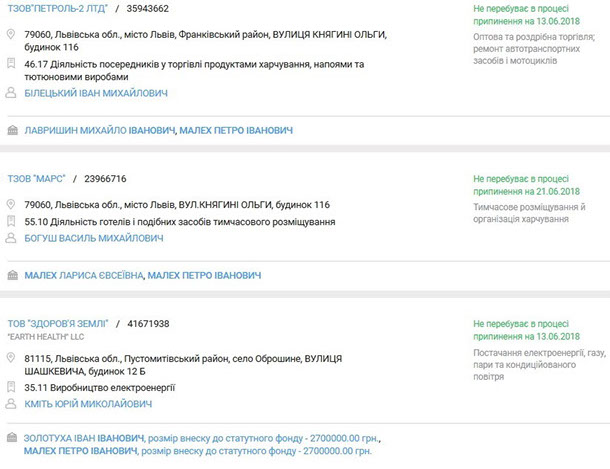 ТЗОВ"ПЕТРОЛЬ-2 ЛТД" / 35943662
Не перебуває в процесі
припинення на 13.06.2018
79060, Львівська обл., місто Львів, Франківський район, ВУЛИЦЯ КНЯГИНІ ОЛЬГИ,
будинок 116
Оптова та роздрібна торгівля;
ремонт автотранспортних
засобів і мотоциклів
46.17 Діяльність посередників у торгівлі продуктами харчування, напоями та
тютюновими виробами
БІЛЕЦЬКИЙ ІВАН МИХАЙЛОВИЧ
ЛАВРИШИН МИХАЙЛО ІВАНОВИЧ, МАЛЕХ ПЕТРО ІВАНОВИЧ
ТЗОВ "МАРС" / 23966716
Не перебуває в процесі
припинення на 21.06.2018
79060, Львівська обл., місто Львів, ВУЛ.КНЯГИНІ ОЛЬГИ, будинок 116
Тимчасове розміщування й
організація харчування
55.10 Діяльність готелів і подібних засобів тимчасового розміщування
БОГУШ ВАСИЛЬ МИХАЙЛОВИЧ
МАЛЕХ ЛАРИСА ЄВСЕЇВНА, МАЛЕХ ПЕТРО ІВАНОВИЧ
ТОВ "ЗДОРОВ'Я ЗЕМЛІ" / 41671938
"EARTH HEALTH" LLC
Не перебуває в процесі
припинення на 13.06.2018
81115, Львівська обл., Пустомитівський район, село Оброшине, ВУЛИЦЯ
ШАШКЕВИЧА, будинок 12 Б
Постачання електроенергії, газу,
пари та кондиційованого
повітря
35.11 Виробництво електроенергії
КМІТЬ ЮРІЙ МИКОЛАЙОВИЧ
ЗОЛОТУХА ІВАН ІВАНОВИЧ, розмір внеску до статутного фонду - 2700000.00 грн.,
МАЛЕХ ПЕТРО ІВАНОВИЧ, розмір внеску до статутного фонду - 2700000.00 грн.